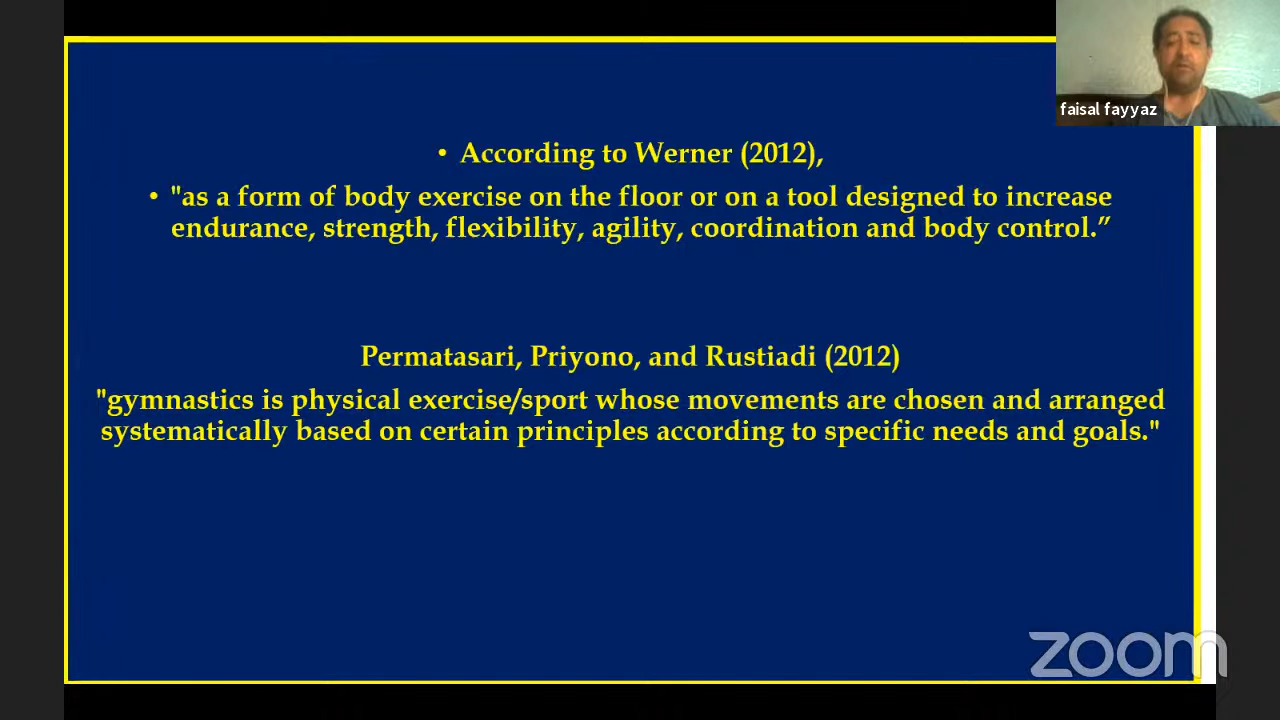 faisal fayyaz
• According to Werner (2012),
• "as a form of body exercise on the floor or on a tool designed to increase
endurance, strength, flexibility, agility, coordination and body control.”
Permatasari, Priyono, and Rustiadi (2012)
"gymnastics is physical exercise/sport whose movements are chosen and arranged
systematically based on certain principles according to specific needs and goals."
zoom